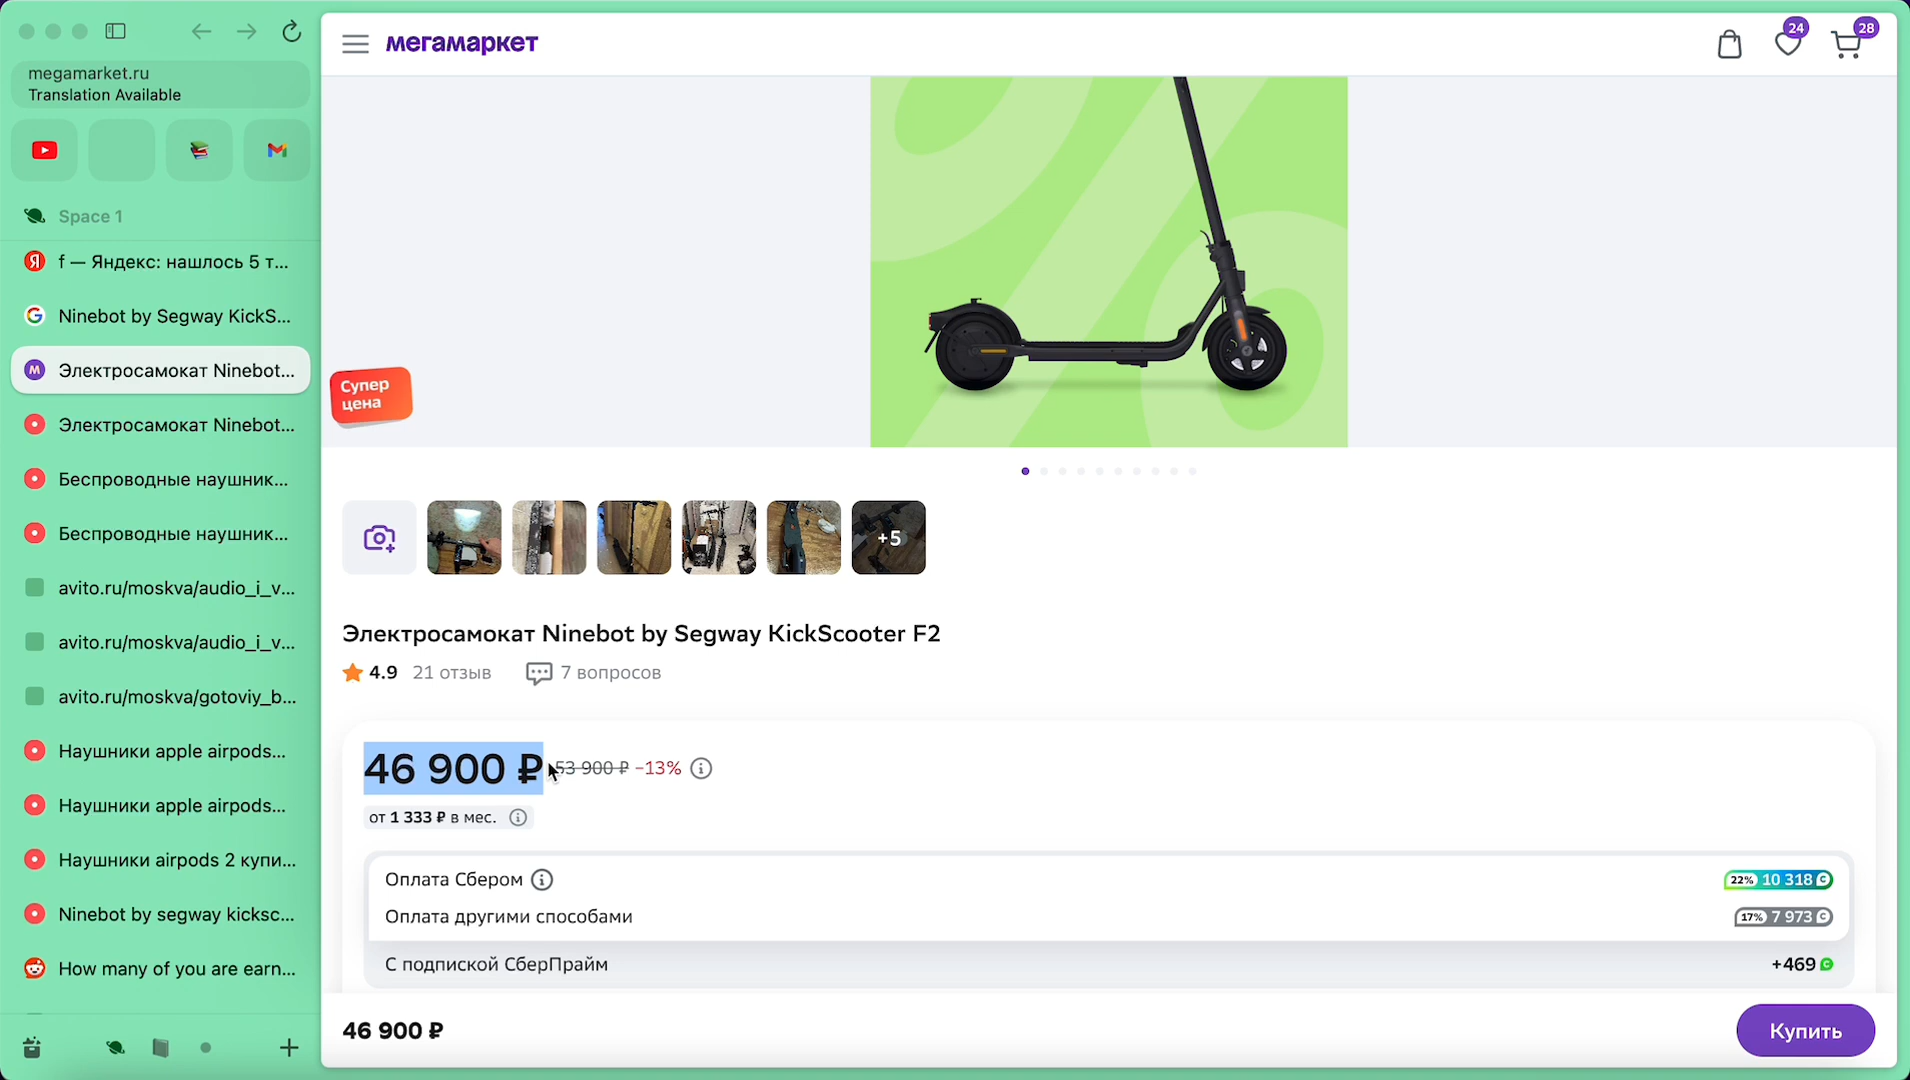 megamarket.ru
Translation Available
Space 1
f — Яндекс: нашлось 5 т...
Ninebot by Segway KickS...
Электросамокат Ninebot...
Электросамокат Ninebot...
Беспроводные наушник...
Беспроводные наушник...
avito.ru/moskva/audio_i_v...
avito.ru/moskva/audio_i_v...
avito.ru/moskva/gotoviy_b...
Наушники apple airpods...
Наушники apple airpods...
Наушники airpods 2 купи...
Ninebot by segway kicksc...
How many of you are earn...
мегамаркет
24
28
Супер
цена
+5
Электросамокат Ninebot by Segway KickScooter F2
4.9 21 отзыв 7 вопросов
46 900 ₽ 53 900 ₽ −13%
от 1 333 ₽ в мес.
Оплата Сбером 22% 10 318
Оплата другими способами 17% 7 973
С подпиской СберПрайм +469
46 900 ₽
Купить